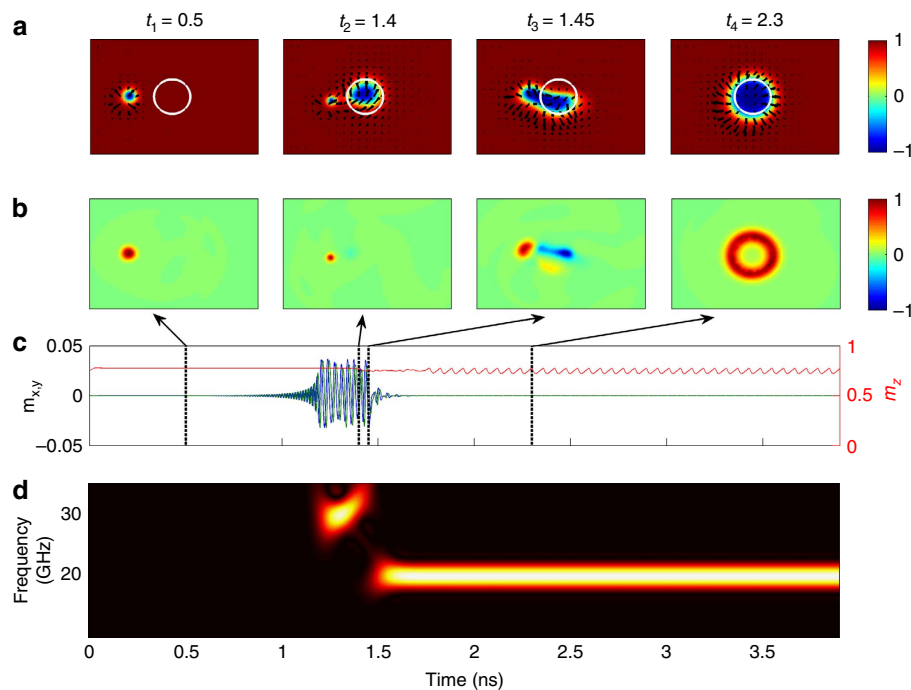 a
t1 = 0.5
t2 = 1.4
t3 = 1.45
t4 = 2.3
1
0
−1
b
1
0
−1
c
0.05
0
−0.05
mx,y
1
0.5
0
mz
d
30
20
Frequency
(GHz)
0
0.5
1
1.5
2
2.5
3
3.5
Time (ns)